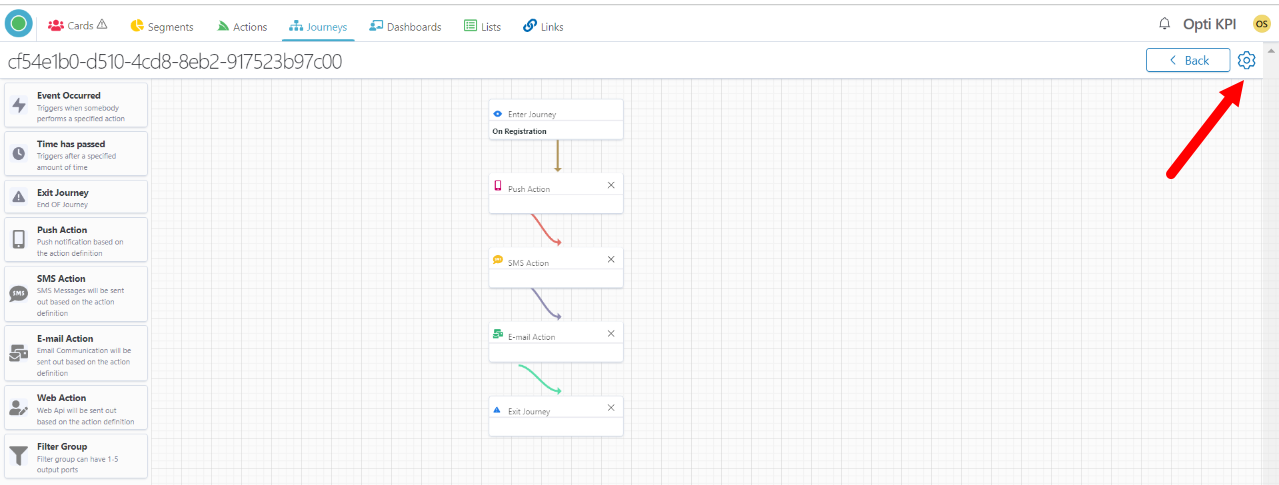 Cards Segments Actions Journeys Dashboards Lists Links Opti KPI OS
cf54e1b0-d510-4cd8-8eb2-917523b97c00 Back
Event Occurred
Triggers when somebody
performs a specified action
Time has passed
Triggers after a specified
amount of time
Exit Journey
End OF Journey
Push Action
Push notification based on
the action definition
SMS
SMS Action
SMS Messages will be sent
out based on the action
definition
E-mail Action
Email Communication will be
sent out based on the action
definition
Web Action
Web Api will be sent out
based on the action definition
Filter Group
Filter group can have 1-5
output ports
Enter Journey
On Registration
Push Action
SMS Action
E-mail Action
Exit Journey